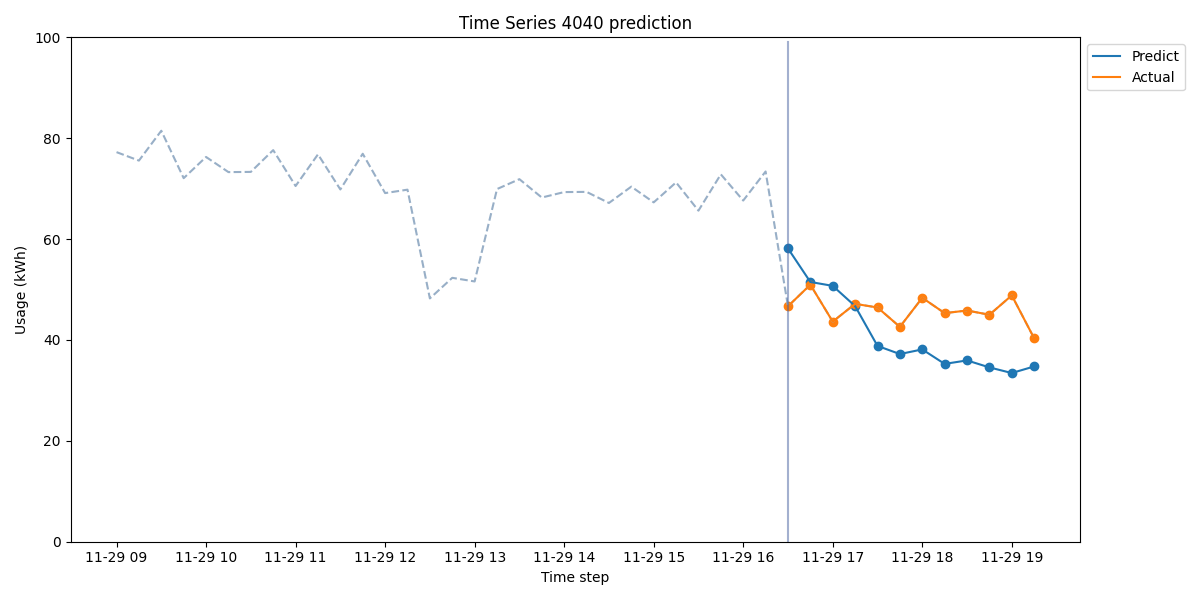 Time Series 4040 prediction
Predict
Actual
Usage (kWh)
100
80
60
40
20
0
11-29 09 11-29 10 11-29 11 11-29 12 11-29 13 11-29 14 11-29 15 11-29 16 11-29 17 11-29 18 11-29 19
Time step